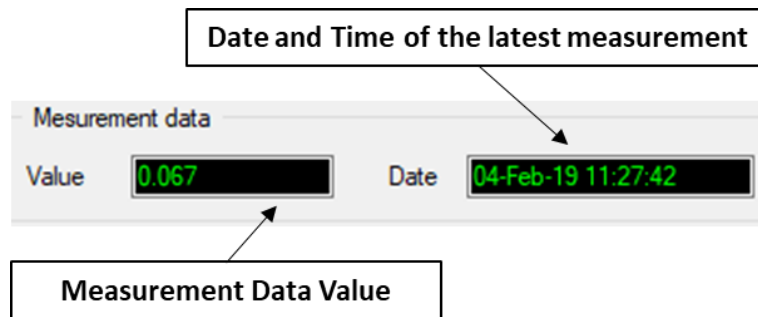 Date and Time of the latest measurement
Mesurement data
Value 0.067 Date 04-Feb-19 11:27:42
Measurement Data Value